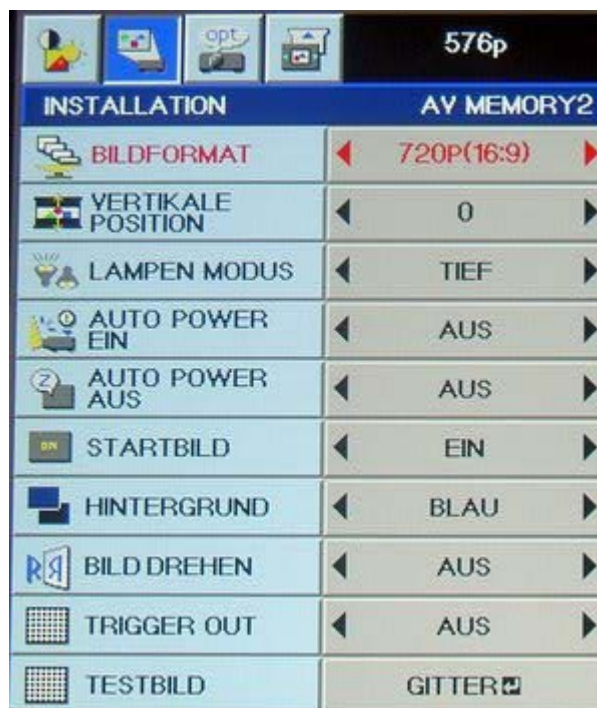 opt
576p
INSTALLATION AV MEMORY2
BILDFORMAT 720P(16:9)
VERTIKALE
POSITION 0
LAMPEN MODUS TIEF
AUTO POWER
EIN AUS
AUTO POWER
AUS AUS
ON STARTBILD EIN
HINTERGRUND BLAU
BILD DREHEN AUS
TRIGGER OUT AUS
TESTBILD GITTER